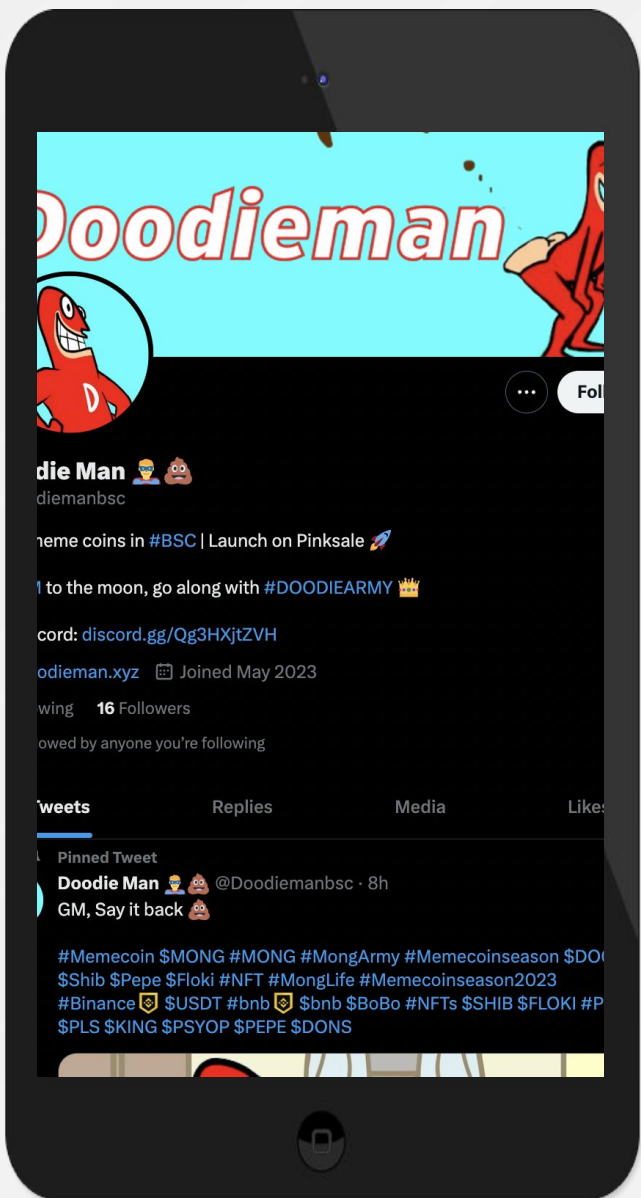 Doodieman
D
Foll
die Man 🦸‍♂️💩
diemanbsc
neme coins in #BSC | Launch on Pinksale 🚀
to the moon, go along with #DOODIEARMY 👑
cord: discord.gg/Qg3HXjtZVH
odieman.xyz Joined May 2023
wing 16 Followers
owed by anyone you're following
Tweets Replies Media Likes
Pinned Tweet
Doodie Man 🦸‍♂️💩 @Doodiemanbsc · 8h
GM, Say it back 💩
#Memecoin $MONG #MONG #MongArmy #Memecoinseason $DOO
$Shib $Pepe $Floki #NFT #MongLife #Memecoinseason2023
#Binance $USDT #bnb $bnb $BoBo #NFTs $SHIB $FLOKI #P
$PLS $KING $PSYOP $PEPE $DONS